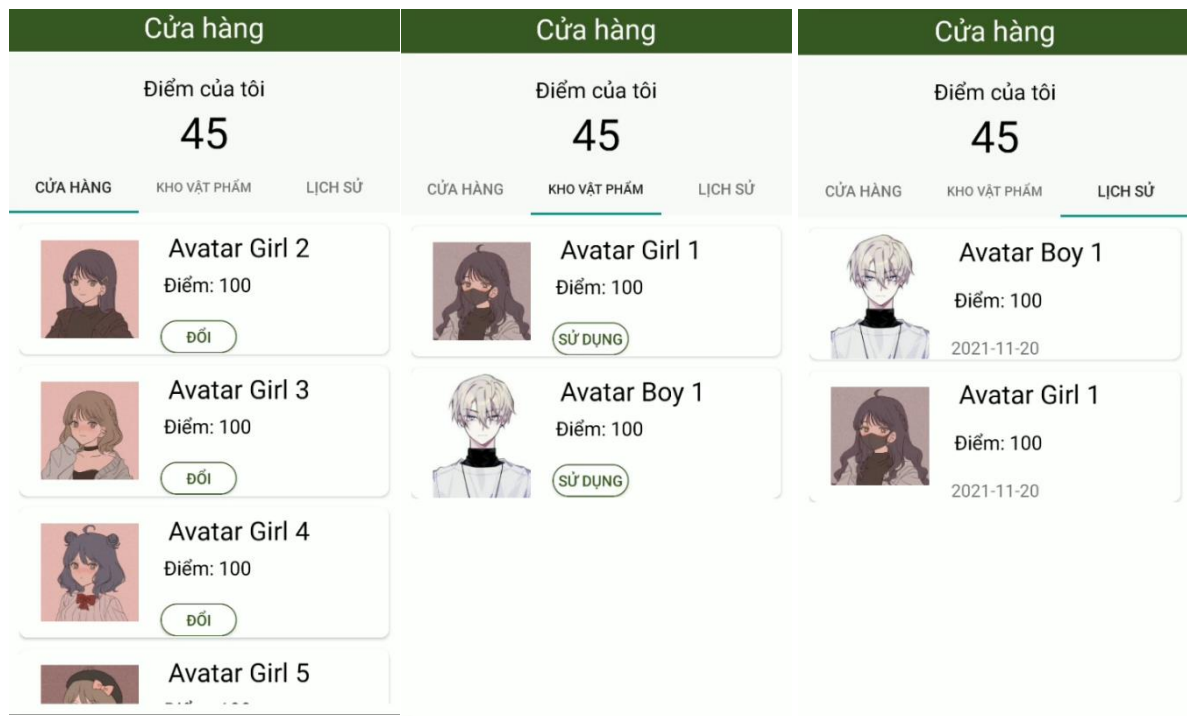 Cửa hàng
Điểm của tôi
45
CỬA HÀNG KHO VẬT PHẨM LỊCH SỬ
Avatar Girl 2
Điểm: 100
ĐỔI
Avatar Girl 3
Điểm: 100
ĐỔI
Avatar Girl 4
Điểm: 100
ĐỔI
Avatar Girl 5
Cửa hàng
Điểm của tôi
45
CỬA HÀNG KHO VẬT PHẨM LỊCH SỬ
Avatar Girl 1
Điểm: 100
SỬ DỤNG
Avatar Boy 1
Điểm: 100
SỬ DỤNG
Cửa hàng
Điểm của tôi
45
CỬA HÀNG KHO VẬT PHẨM LỊCH SỬ
Avatar Boy 1
Điểm: 100
2021-11-20
Avatar Girl 1
Điểm: 100
2021-11-20